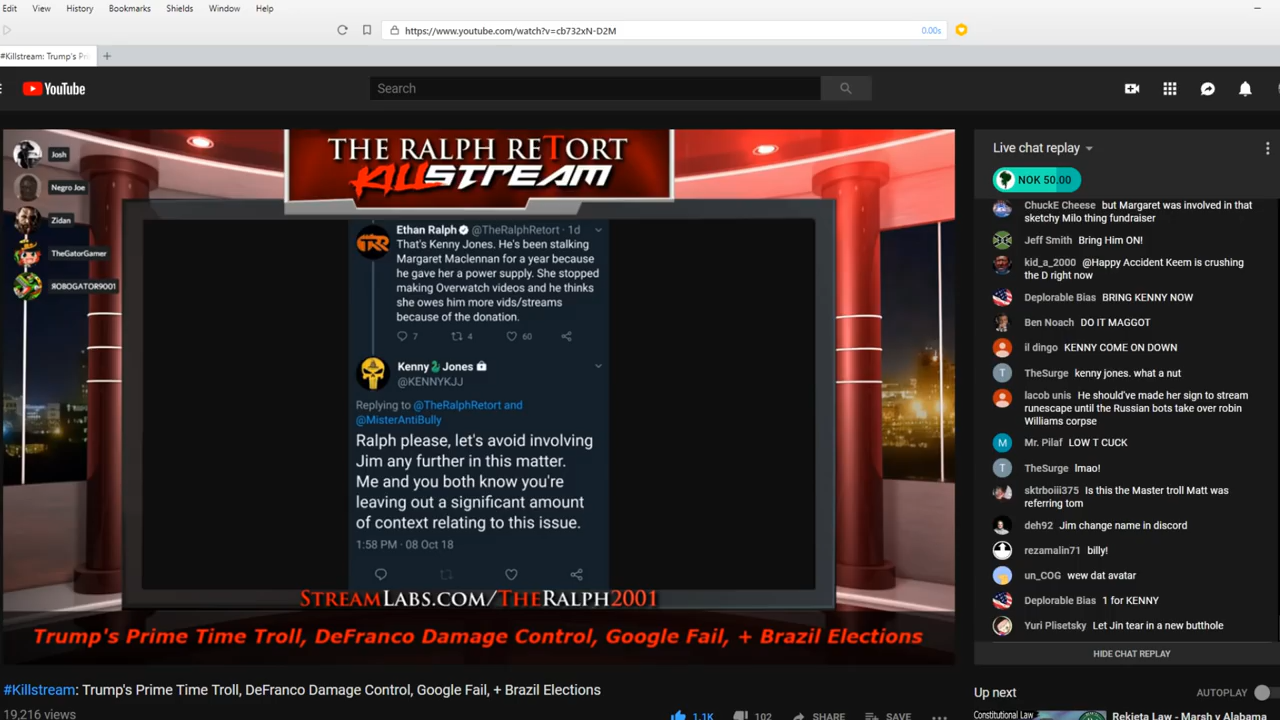 Edit View History Bookmarks Shields Window Help
https://www.youtube.com/watch?v=cb732xN-D2M 0.00s
#Killstream: Trump's Pri
YouTube
Search
THE RALPH RETORT
KILLSTREAM
Josh
Negro Joe
Zidan
TheGatorGamer
ROBOGATOR9001
Ethan Ralph @TheRalphRetort · 1d
That's Kenny Jones. He's been stalking
Margaret Maclennan for a year because
he gave her a power supply. She stopped
making Overwatch videos and he thinks
she owes him more vids/streams
because of the donation.
7 4 60
Kenny Jones
@KENNYKJJ
Replying to @TheRalphRetort and
@MisterAntiBully
Ralph please, let's avoid involving
Jim any further in this matter.
Me and you both know you're
leaving out a significant amount
of context relating to this issue.
1:58 PM · 08 Oct 18
STREAMLABS.COM/THERALPH2001
Trump's Prime Time Troll, DeFranco Damage Control, Google Fail, + Brazil Elections
#Killstream: Trump's Prime Time Troll, DeFranco Damage Control, Google Fail, + Brazil Elections
19,216 views
1.1K 102 SHARE SAVE
Live chat replay
NOK 50.00
ChuckE Cheese but Margaret was involved in that
sketchy Milo thing fundraiser
Jeff Smith Bring Him ON!
kid_a_2000 @Happy Accident Keem is crushing
the D right now
Deplorable Bias BRING KENNY NOW
Ben Noach DO IT MAGGOT
il dingo KENNY COME ON DOWN
TheSurge kenny jones. what a nut
Iacob unis He should've made her sign to stream
runescape until the Russian bots take over robin
Williams corpse
Mr. Pilaf LOW T CUCK
TheSurge lmao!
sktrboiii375 Is this the Master troll Matt was
referring tom
deh92 Jim change name in discord
rezamalin71 billy!
un_COG wew dat avatar
Deplorable Bias 1 for KENNY
Yuri Plisetsky Let Jin tear in a new butthole
HIDE CHAT REPLAY
Up next AUTOPLAY
Constitutional Law
Rekieta Law - Marsh v Alabama